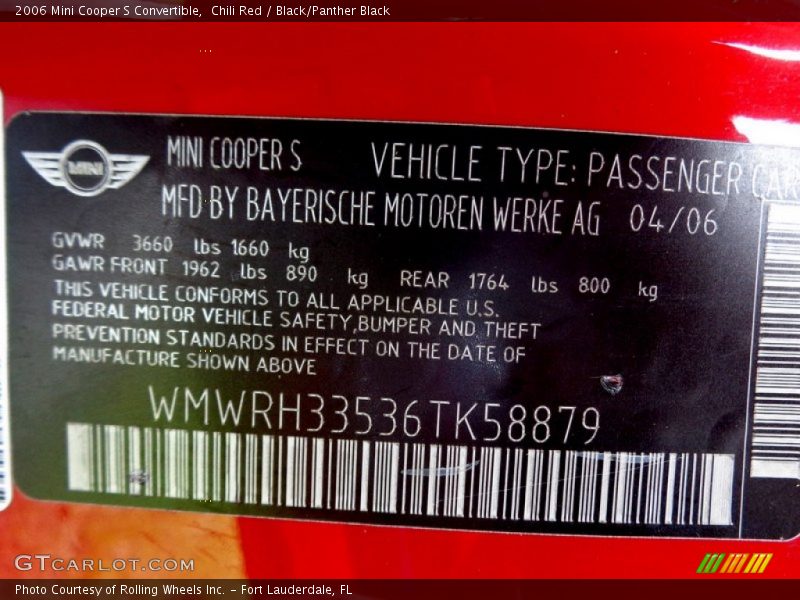 2006 Mini Cooper S Convertible,  Chili Red / Black/Panther Black
MINI
MINI COOPER S VEHICLE TYPE: PASSENGER CAR
MFD BY BAYERISCHE MOTOREN WERKE AG 04/06
GVWR 3660 lbs 1660 kg
GAWR FRONT 1962 lbs 890 kg REAR 1764 lbs 800 kg
THIS VEHICLE CONFORMS TO ALL APPLICABLE U.S.
FEDERAL MOTOR VEHICLE SAFETY,BUMPER AND THEFT
PREVENTION STANDARDS IN EFFECT ON THE DATE OF
MANUFACTURE SHOWN ABOVE
WMWRH33536TK58879
GTCARLOT.COM
Photo Courtesy of Rolling Wheels Inc. – Fort Lauderdale, FL